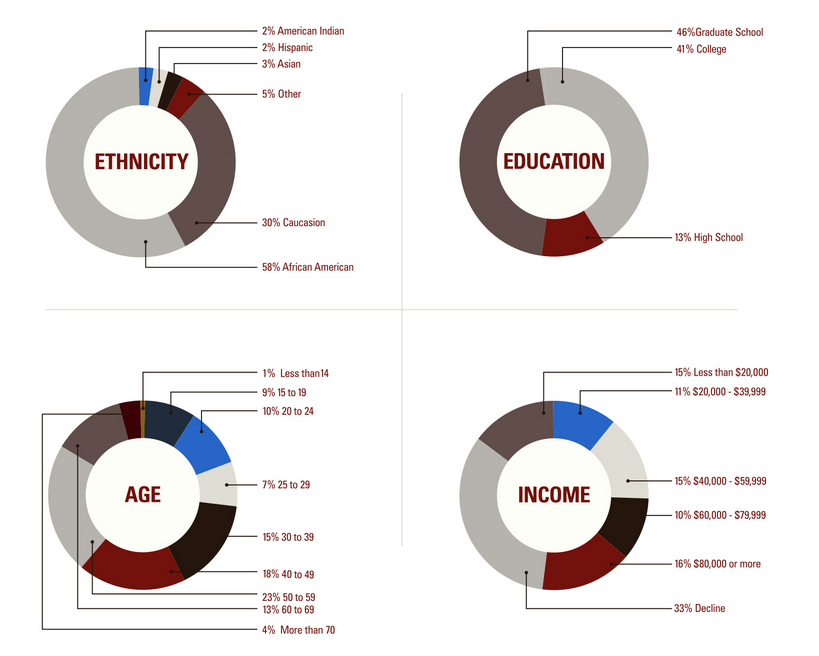 2% American Indian
2% Hispanic
3% Asian
5% Other
ETHNICITY
30% Caucasion
58% African American
46%Graduate School
41% College
EDUCATION
13% High School
1% Less than14
9% 15 to 19
10% 20 to 24
7% 25 to 29
AGE
15% 30 to 39
18% 40 to 49
23% 50 to 59
13% 60 to 69
4% More than 70
15% Less than $20,000
11% $20,000 - $39,999
15% $40,000 - $59,999
INCOME
10% $60,000 - $79,999
16% $80,000 or more
33% Decline